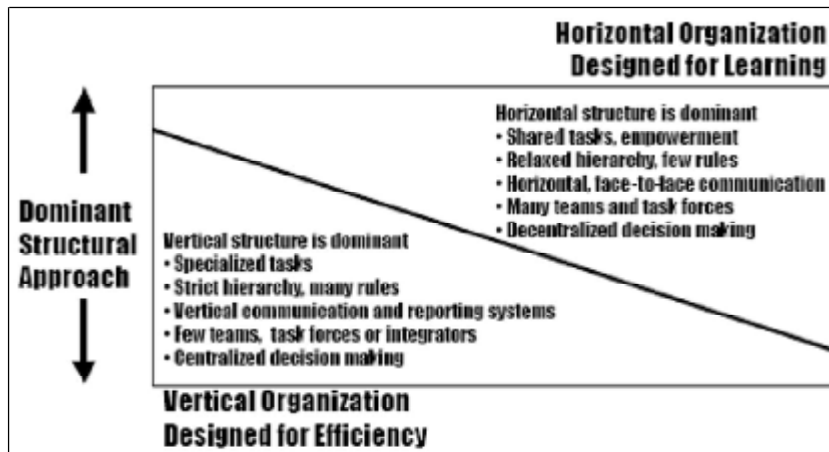 Horizontal Organization
Designed for Learning
Horizontal structure is dominant
• Shared tasks, empowerment
• Relaxed hierarchy, few rules
• Horizontal, face-to-lace communication
• Many teams and task forces
• Decentralized decision making
Dominant
Structural
Approach
Vertical structure is dominant
• Specialized tasks
• Strict hierarchy, many rules
• Vertical communication and reporting systems
• Few teams, task forces or integrators
• Centralized decision making
Vertical Organization
Designed for Efficiency